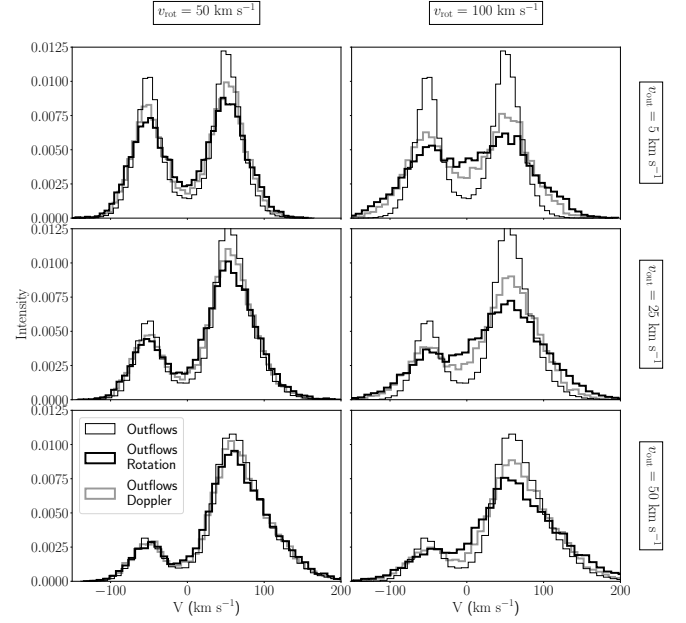 v_rot = 50 km s⁻¹
v_rot = 100 km s⁻¹
0.0125
0.0100
0.0075
0.0050
0.0025
0.0000
v_out = 5 km s⁻¹
0.0125
0.0100
0.0075
0.0050
0.0025
0.0000
Intensity
v_out = 25 km s⁻¹
0.0125
0.0100
0.0075
0.0050
0.0025
0.0000
Outflows
Outflows
Rotation
Outflows
Doppler
v_out = 50 km s⁻¹
−100 0 100 200
−100 0 100 200
V (km s⁻¹)
V (km s⁻¹)